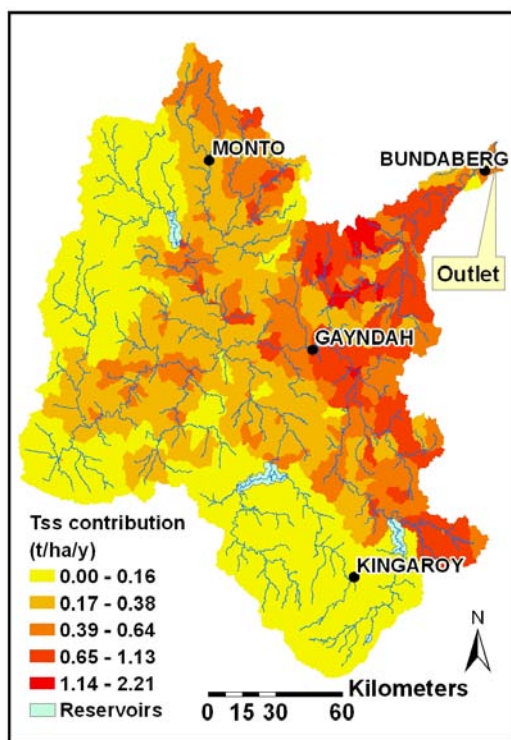 MONTO
BUNDABERG
Outlet
GAYNDAH
Tss contribution
(t/ha/y)
0.00 - 0.16
0.17 - 0.38
0.39 - 0.64
0.65 - 1.13
1.14 - 2.21
Reservoirs
KINGAROY
N
Kilometers
0 15 30 60